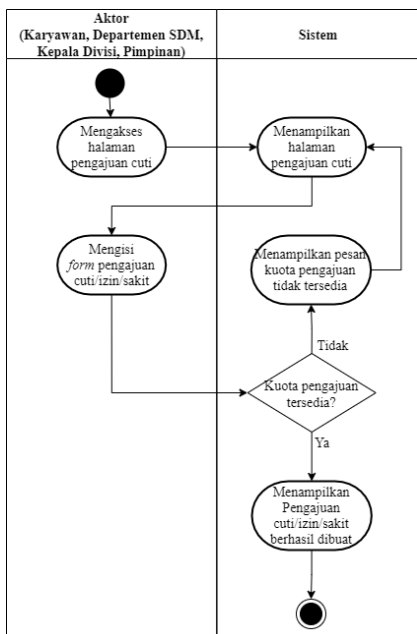 Aktor
(Karyawan, Departemen SDM,
Kepala Divisi, Pimpinan)
Sistem
Mengakses
halaman
pengajuan cuti
Menampilkan
halaman
pengajuan cuti
Mengisi
form pengajuan
cuti/izin/sakit
Menampilkan pesan
kuota pengajuan
tidak tersedia
Tidak
Kuota pengajuan
tersedia?
Ya
Menampilkan
Pengajuan
cuti/izin/sakit
berhasil dibuat